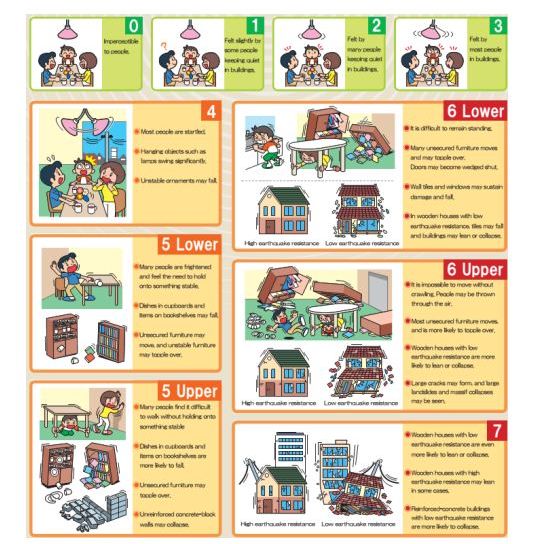 0
Imperceptible
to people.
1
Felt slightly by
some people
keeping quiet
in buildings.
2
Felt by
many people
keeping quiet
in buildings.
3
Felt by
most people
in buildings.
4
Most people are startled.
Hanging objects such as
lamps swing significantly.
Unstable ornaments may fall.
5 Lower
Many people are frightened
and feel the need to hold
onto something stable.
Dishes in cupboards and
items on bookshelves may fall.
Unsecured furniture may
move, and unstable furniture
may topple over.
5 Upper
Many people find it difficult
to walk without holding onto
something stable
Dishes in cupboards and
items on bookshelves are
more likely to fall.
Unsecured furniture may
topple over.
Unreinforced concrete-block
walls may collapse.
6 Lower
It is difficult to remain standing.
Many unsecured furniture moves
and may topple over.
Doors may become wedged shut.
Wall tiles and windows may sustain
damage and fall.
In wooden houses with low
earthquake resistance, tiles may fall
and buildings may lean or collapse.
High earthquake resistance
Low earthquake resistance
6 Upper
It is impossible to move without
crawling. People may be thrown
through the air.
Most unsecured furniture moves,
and is more likely to topple over.
Wooden houses with low
earthquake resistance are more
likely to lean or collapse.
Large cracks may form, and large
landslides and massif collapses
may be seen.
High earthquake resistance
Low earthquake resistance
7
Wooden houses with low
earthquake resistance are even
more likely to lean or collapse.
Wooden houses with high
earthquake resistance may lean
in some cases.
Reinforced-concrete buildings
with low earthquake resistance
are more likely to collapse.
High earthquake resistance
Low earthquake resistance